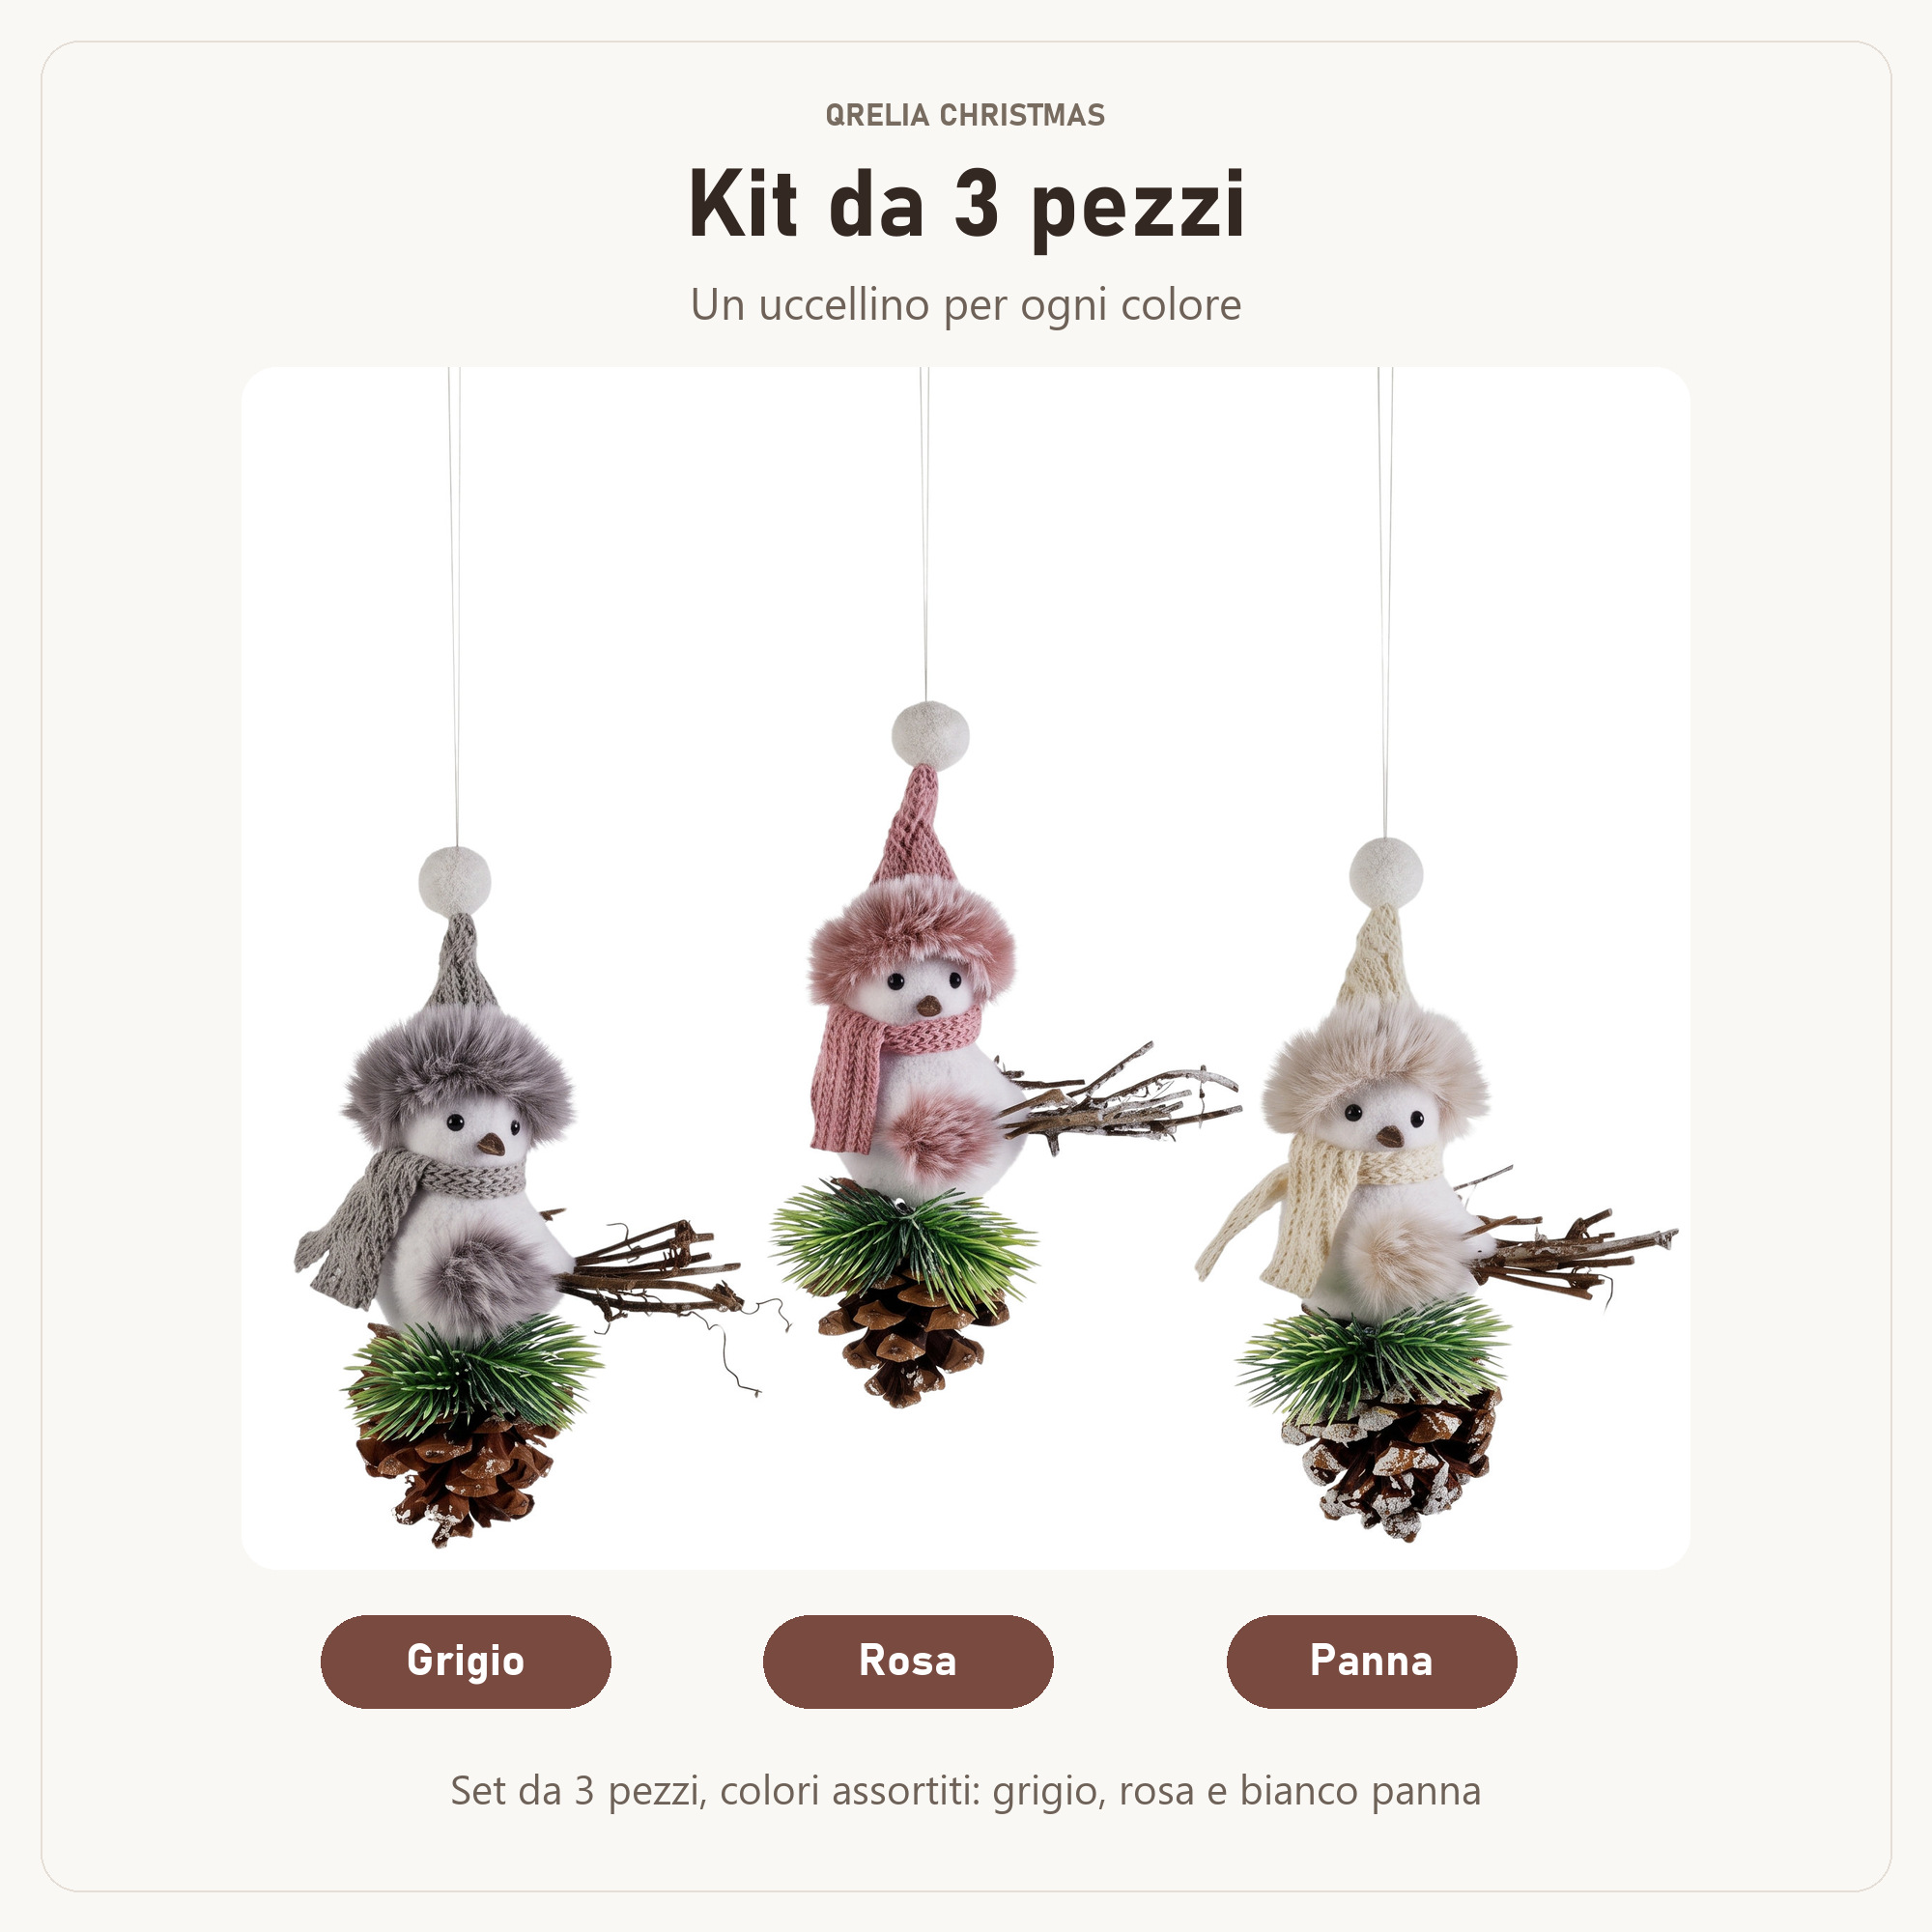 QRELIA CHRISTMAS
Kit da 3 pezzi
Un uccellino per ogni colore
Grigio
Rosa
Panna
Set da 3 pezzi, colori assortiti: grigio, rosa e bianco panna